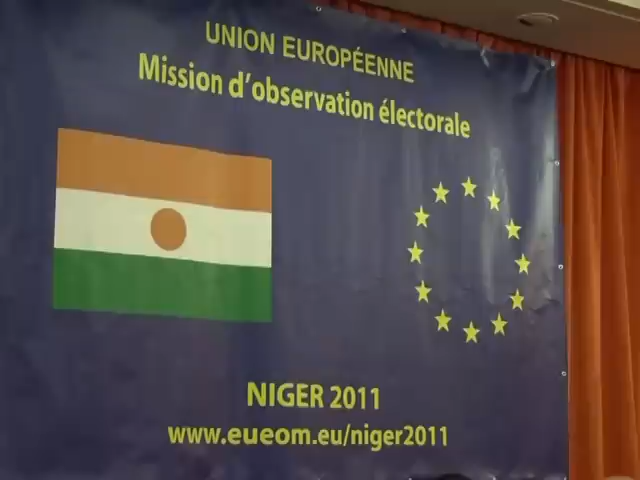 UNION EUROPÉENNE
Mission d'observation électorale
NIGER 2011
www.eueom.eu/niger2011